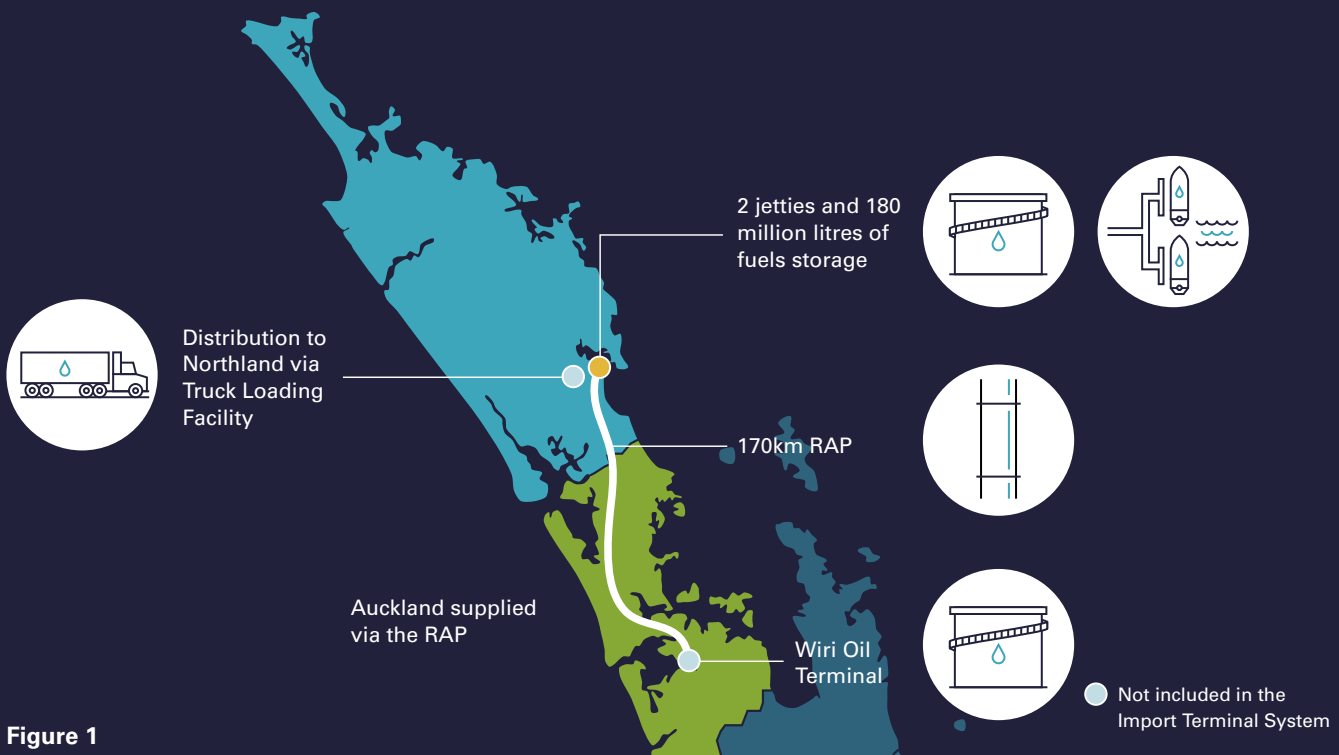 2 jetties and 180
million litres of
fuels storage
Distribution to
Northland via
Truck Loading
Facility
170km RAP
Auckland supplied
via the RAP
Wiri Oil
Terminal
Not included in the
Import Terminal System
Figure 1